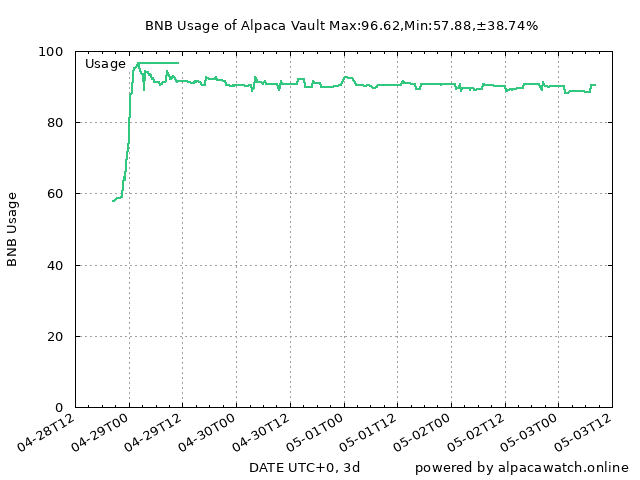 BNB Usage of Alpaca Vault Max:96.62,Min:57.88,±38.74%
Usage
100
80
60
40
20
0
BNB Usage
04-28T12
04-29T00
04-29T12
04-30T00
04-30T12
05-01T00
05-01T12
05-02T00
05-02T12
05-03T00
05-03T12
DATE UTC+0, 3d
powered by alpacawatch.online